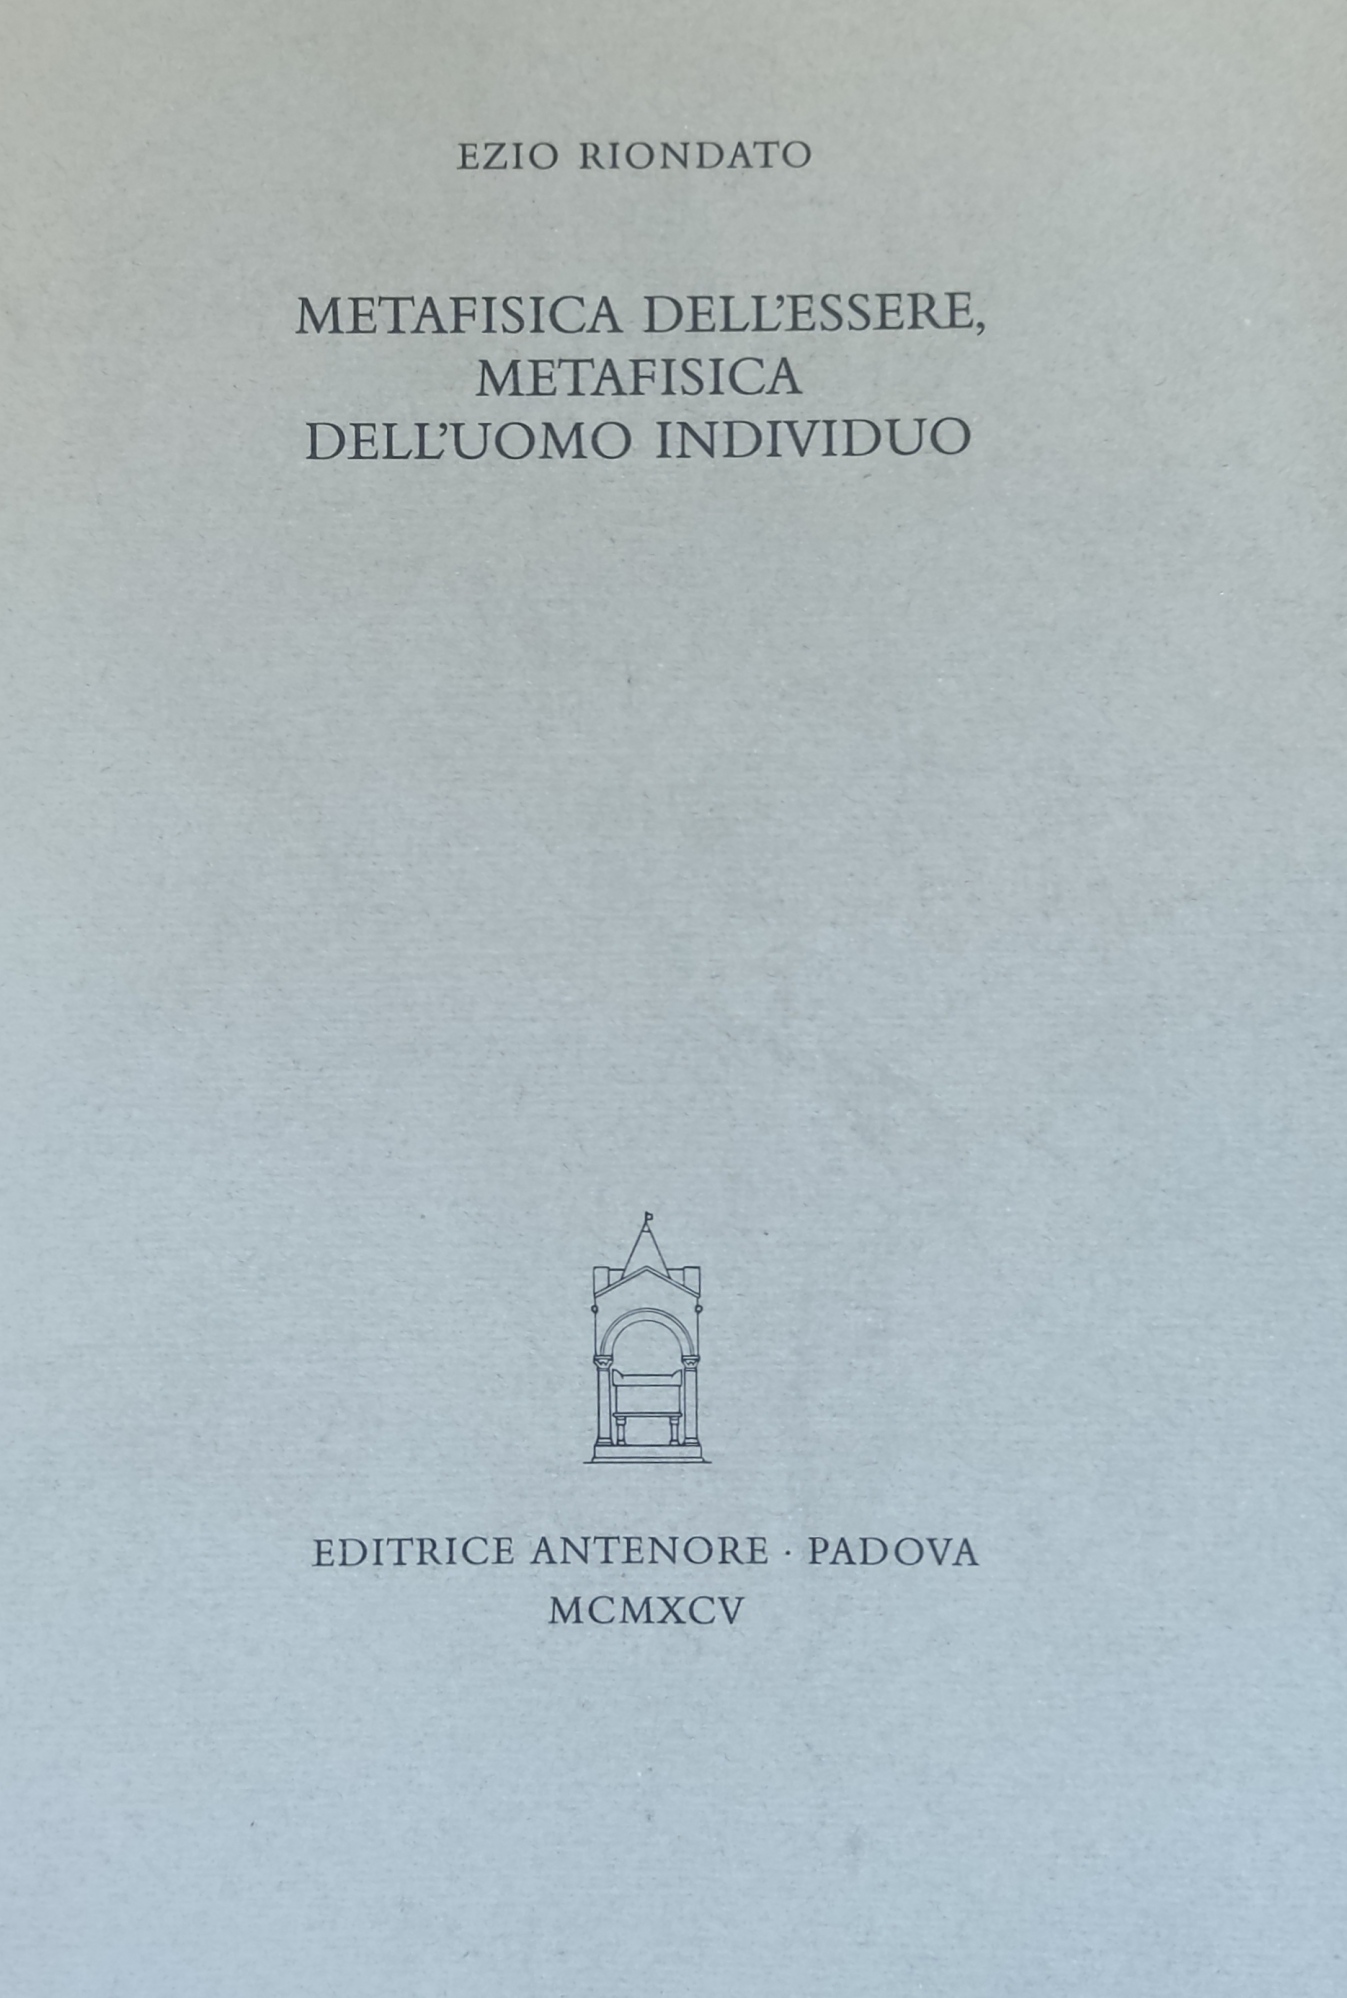 EZIO RIONDATO
METAFISICA DELL'ESSERE,
METAFISICA
DELL'UOMO INDIVIDUO
EDITRICE ANTENORE · PADOVA
MCMXCV